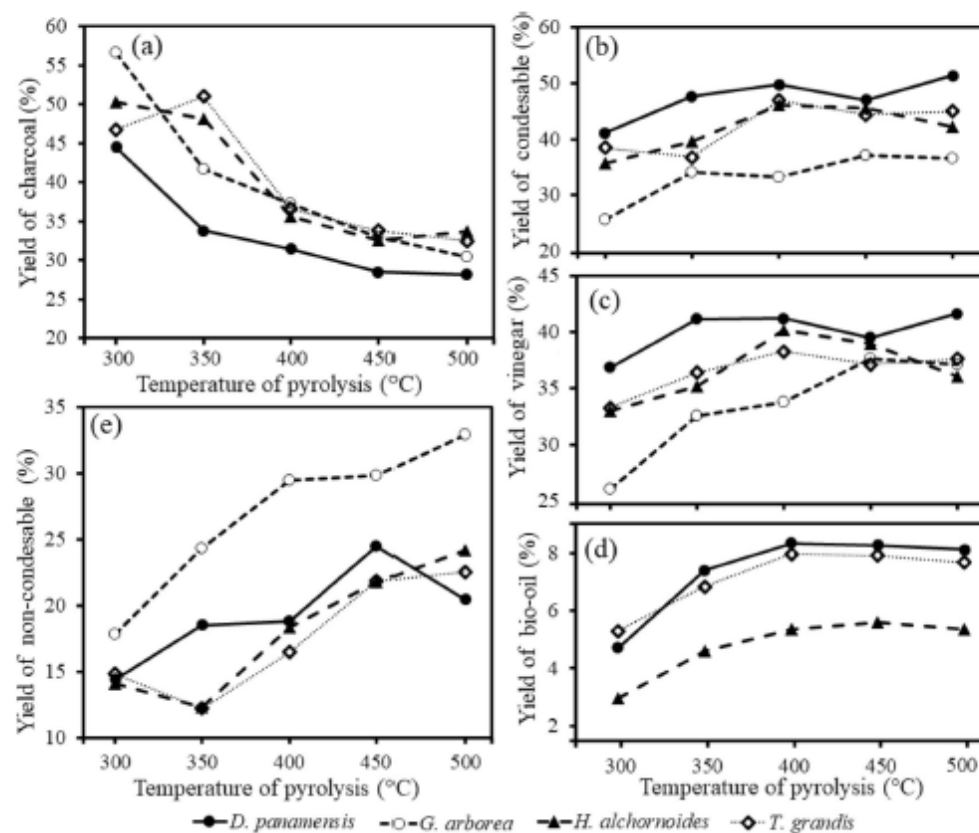 (a)
Yield of charcoal (%)
60
55
50
45
40
35
30
25
20
300 350 400 450 500
Temperature of pyrolysis (°C)
(b)
Yield of condesable (%)
60
50
40
30
20
(c)
Yield of vinegar (%)
45
40
35
30
25
(e)
Yield of non-condesable (%)
35
30
25
20
15
10
300 350 400 450 500
Temperature of pyrolysis (°C)
(d)
Yield of bio-oil (%)
8
6
4
2
300 350 400 450 500
Temperature of pyrolysis (°C)
D. panamensis G. arborea H. alchornoides T. grandis